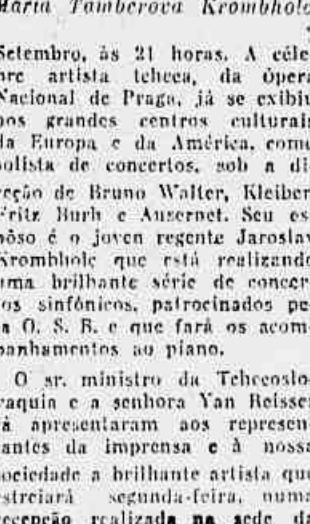 Maria Tamberova Krombholc
Setembro, às 21 horas. A céle-
bre artista tcheca, da Ópera
Nacional de Praga, já se exibiu
nos grandes centros culturais
da Europa e da América, como
solista de concertos, sob a di-
reção de Bruno Walter, Kleiber,
Fritz Burh e Ansernet. Seu es-
pôso é o joven regente Jaroslav
Krombholc que está realizando
uma brilhante série de concer-
tos sinfônicos, patrocinados pe-
la O. S. B. e que fará os acom-
panhamentos ao piano.
O sr. ministro da Tchecoslo-
vaquia e a senhora Yan Reisser
já apresentaram aos represen-
tantes da imprensa e à nossa
sociedade a brilhante artista que
estreiará segunda-feira, numa
recepção realizada na sede da